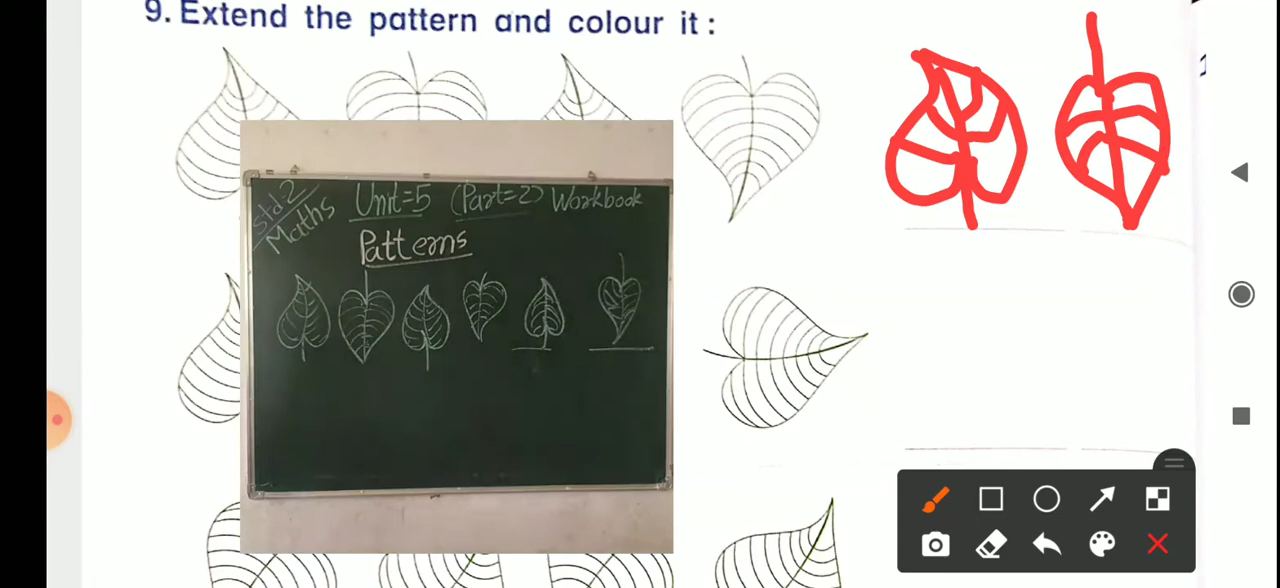 9. Extend the pattern and colour it :
Std 2
Maths
Unit=5 (Part=2) Workbook
Patterns